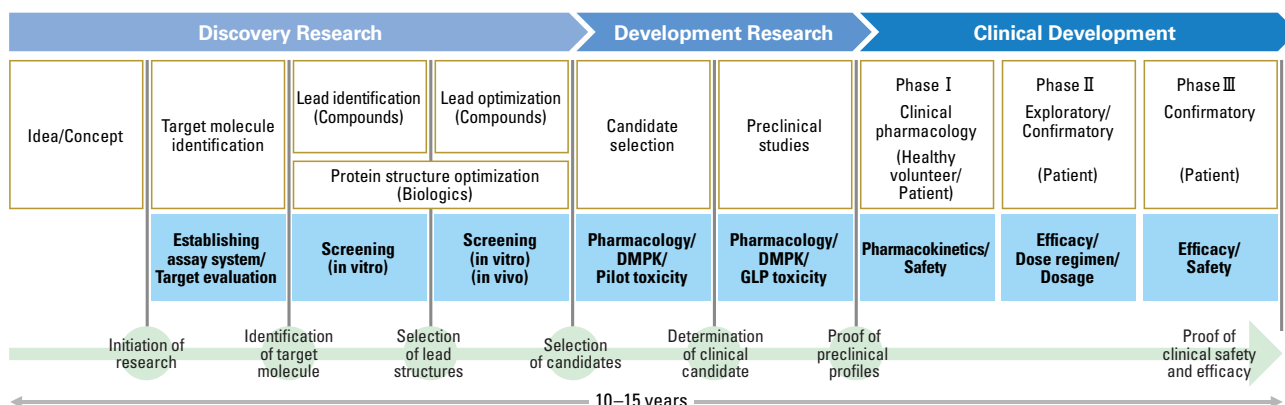 Discovery Research
Development Research
Clinical Development
Idea/Concept
Target molecule
identification
Lead identification
(Compounds)
Lead optimization
(Compounds)
Protein structure optimization
(Biologics)
Candidate
selection
Preclinical
studies
Phase Ⅰ
Clinical
pharmacology
(Healthy
volunteer/
Patient)
Phase Ⅱ
Exploratory/
Confirmatory
(Patient)
Phase Ⅲ
Confirmatory
(Patient)
Establishing
assay system/
Target evaluation
Screening
(in vitro)
Screening
(in vitro)
(in vivo)
Pharmacology/
DMPK/
Pilot toxicity
Pharmacology/
DMPK/
GLP toxicity
Pharmacokinetics/
Safety
Efficacy/
Dose regimen/
Dosage
Efficacy/
Safety
Initiation of
research
Identification
of target
molecule
Selection
of lead
structures
Selection
of candidates
Determination
of clinical
candidate
Proof of
preclinical
profiles
Proof of
clinical safety
and efficacy
10–15 years